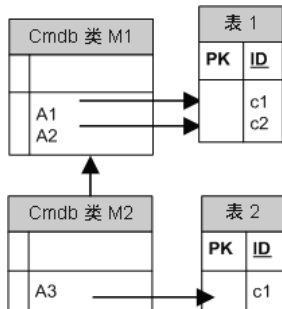 Cmdb 类 M1
表 1
PK ID
A1
A2
c1
c2
Cmdb 类 M2
表 2
PK ID
A3
c1